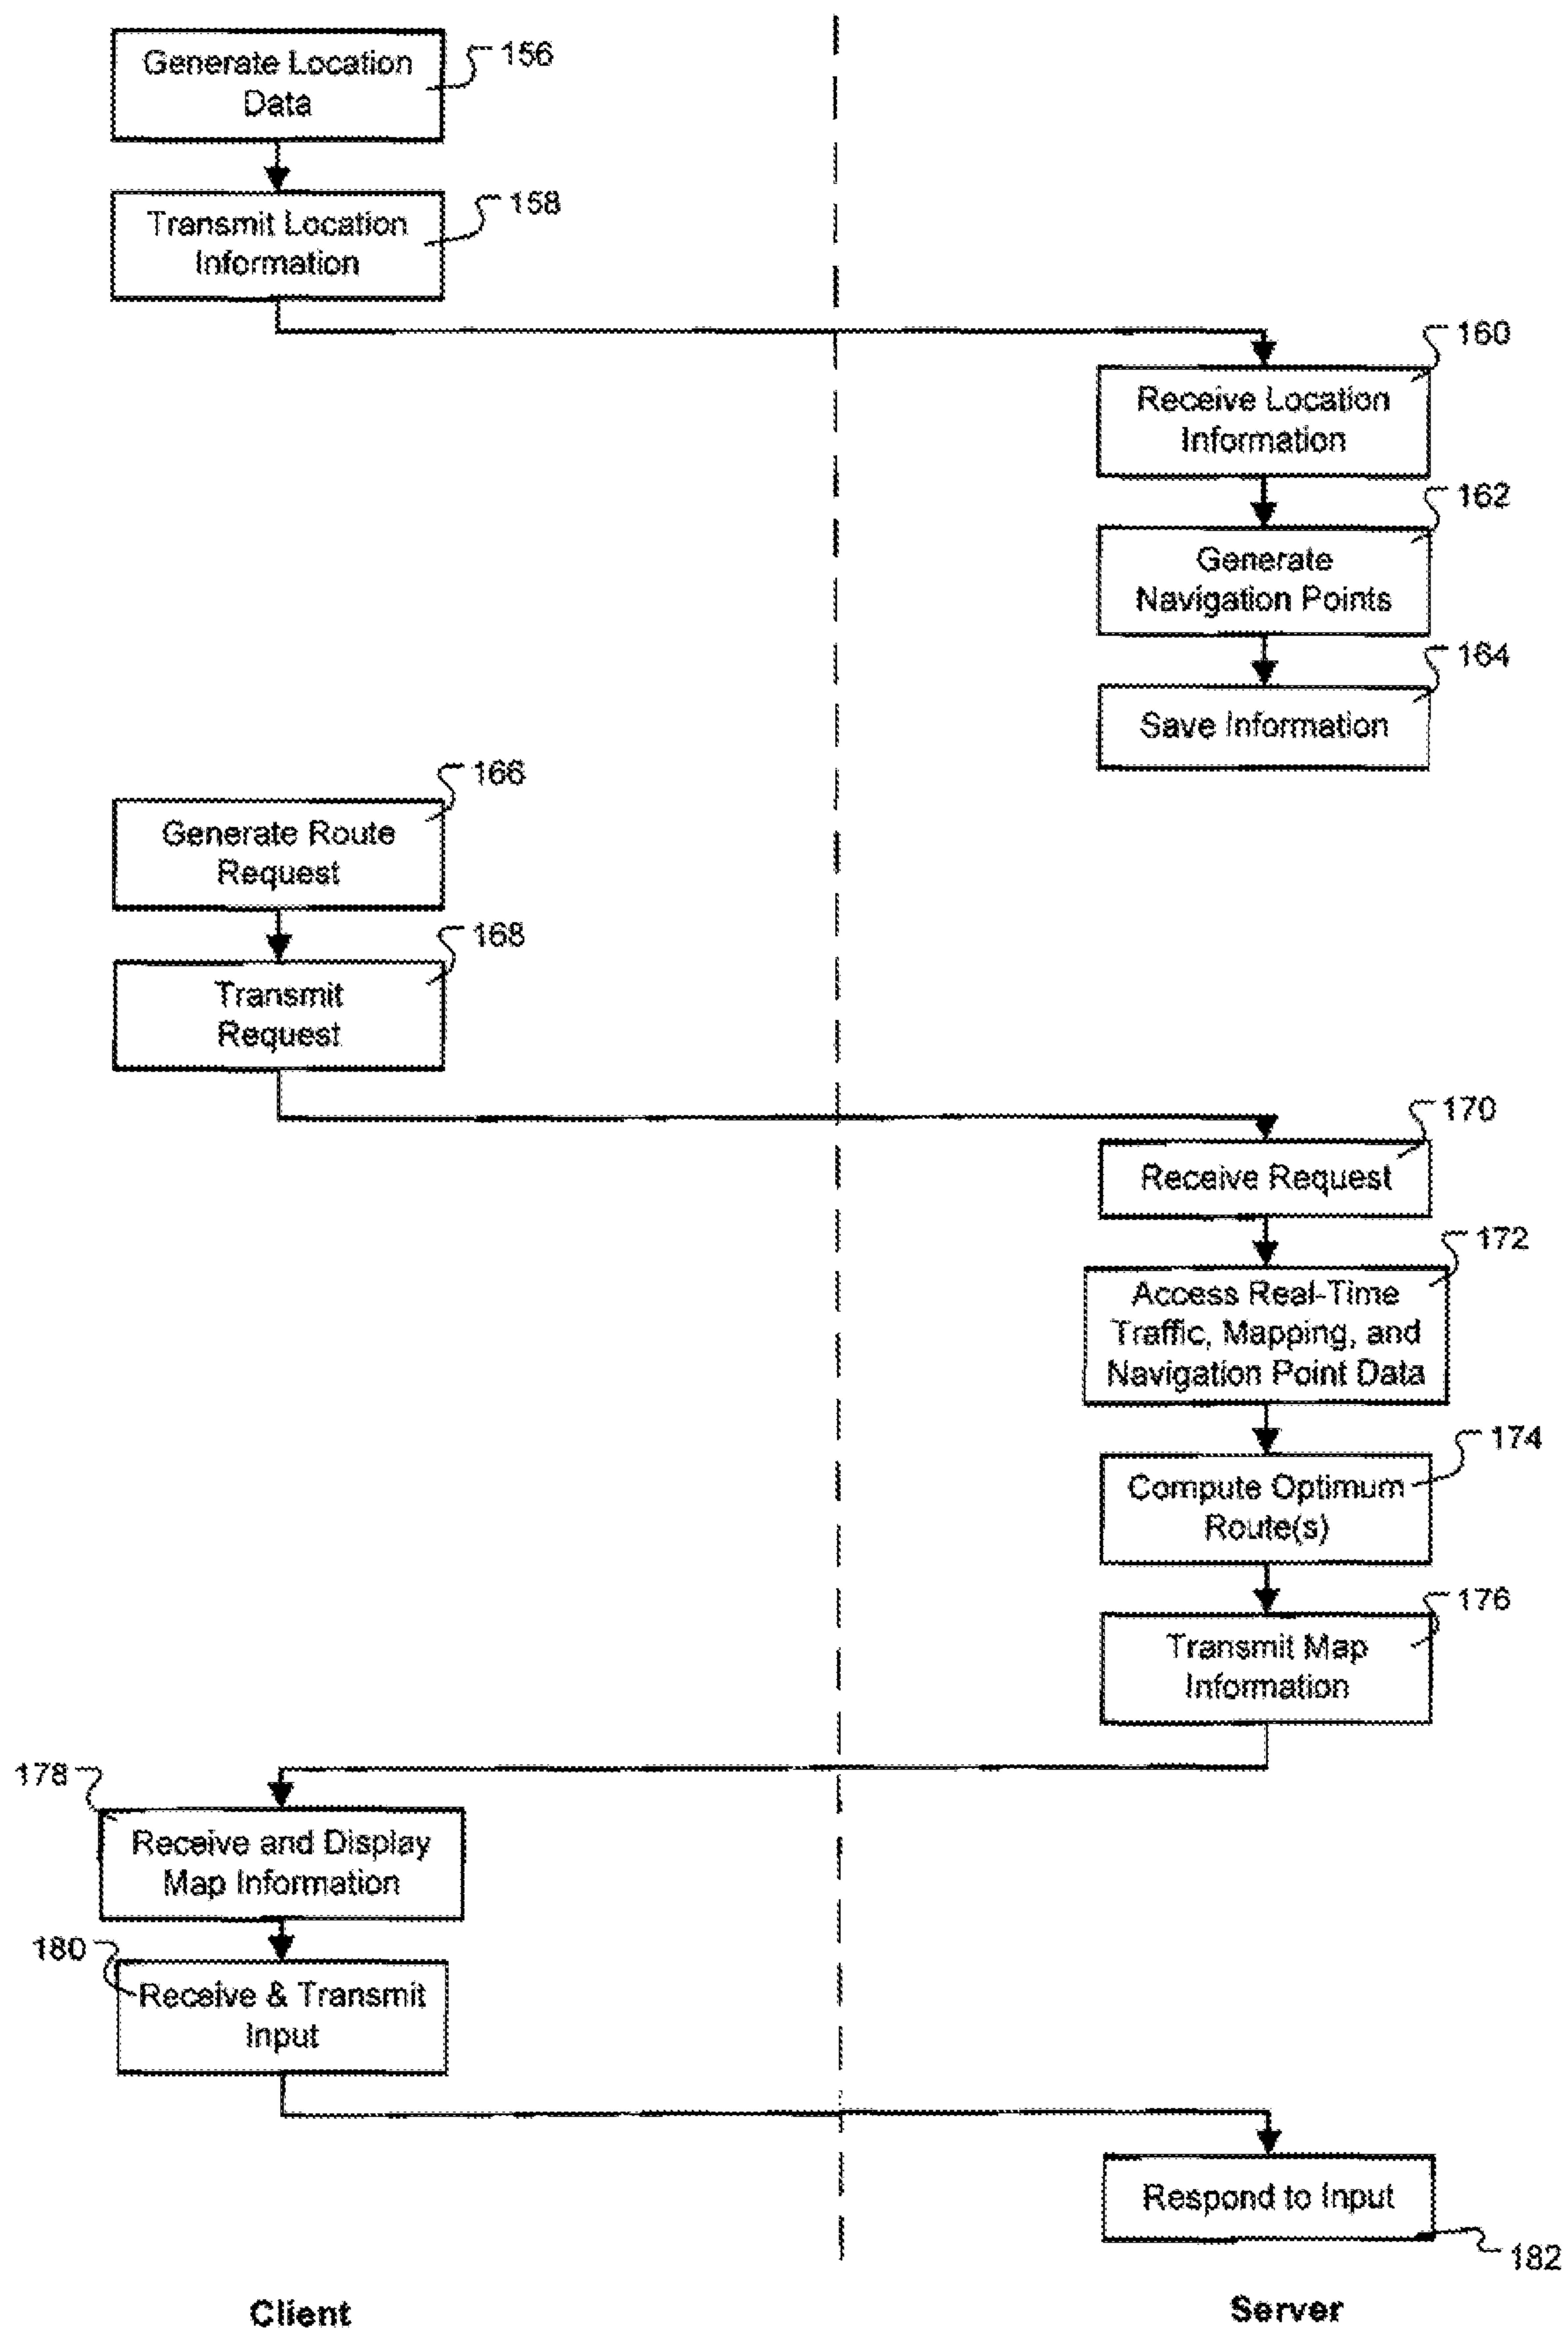 Generate Location
Data
156
Transmit Location
Information
158
160
Receive Location
Information
162
Generate
Navigation Points
164
Save Information
166
Generate Route
Request
168
Transmit
Request
170
Receive Request
172
Access Real-Time
Traffic, Mapping, and
Navigation Point Data
174
Compute Optimum
Route(s)
176
Transmit Map
Information
178
Receive and Display
Map Information
180
Receive & Transmit
Input
Respond to Input
182
Client
Server